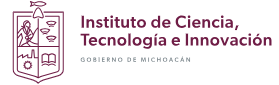 Instituto de Ciencia,
Tecnología e Innovación
GOBIERNO DE MICHOACÁN